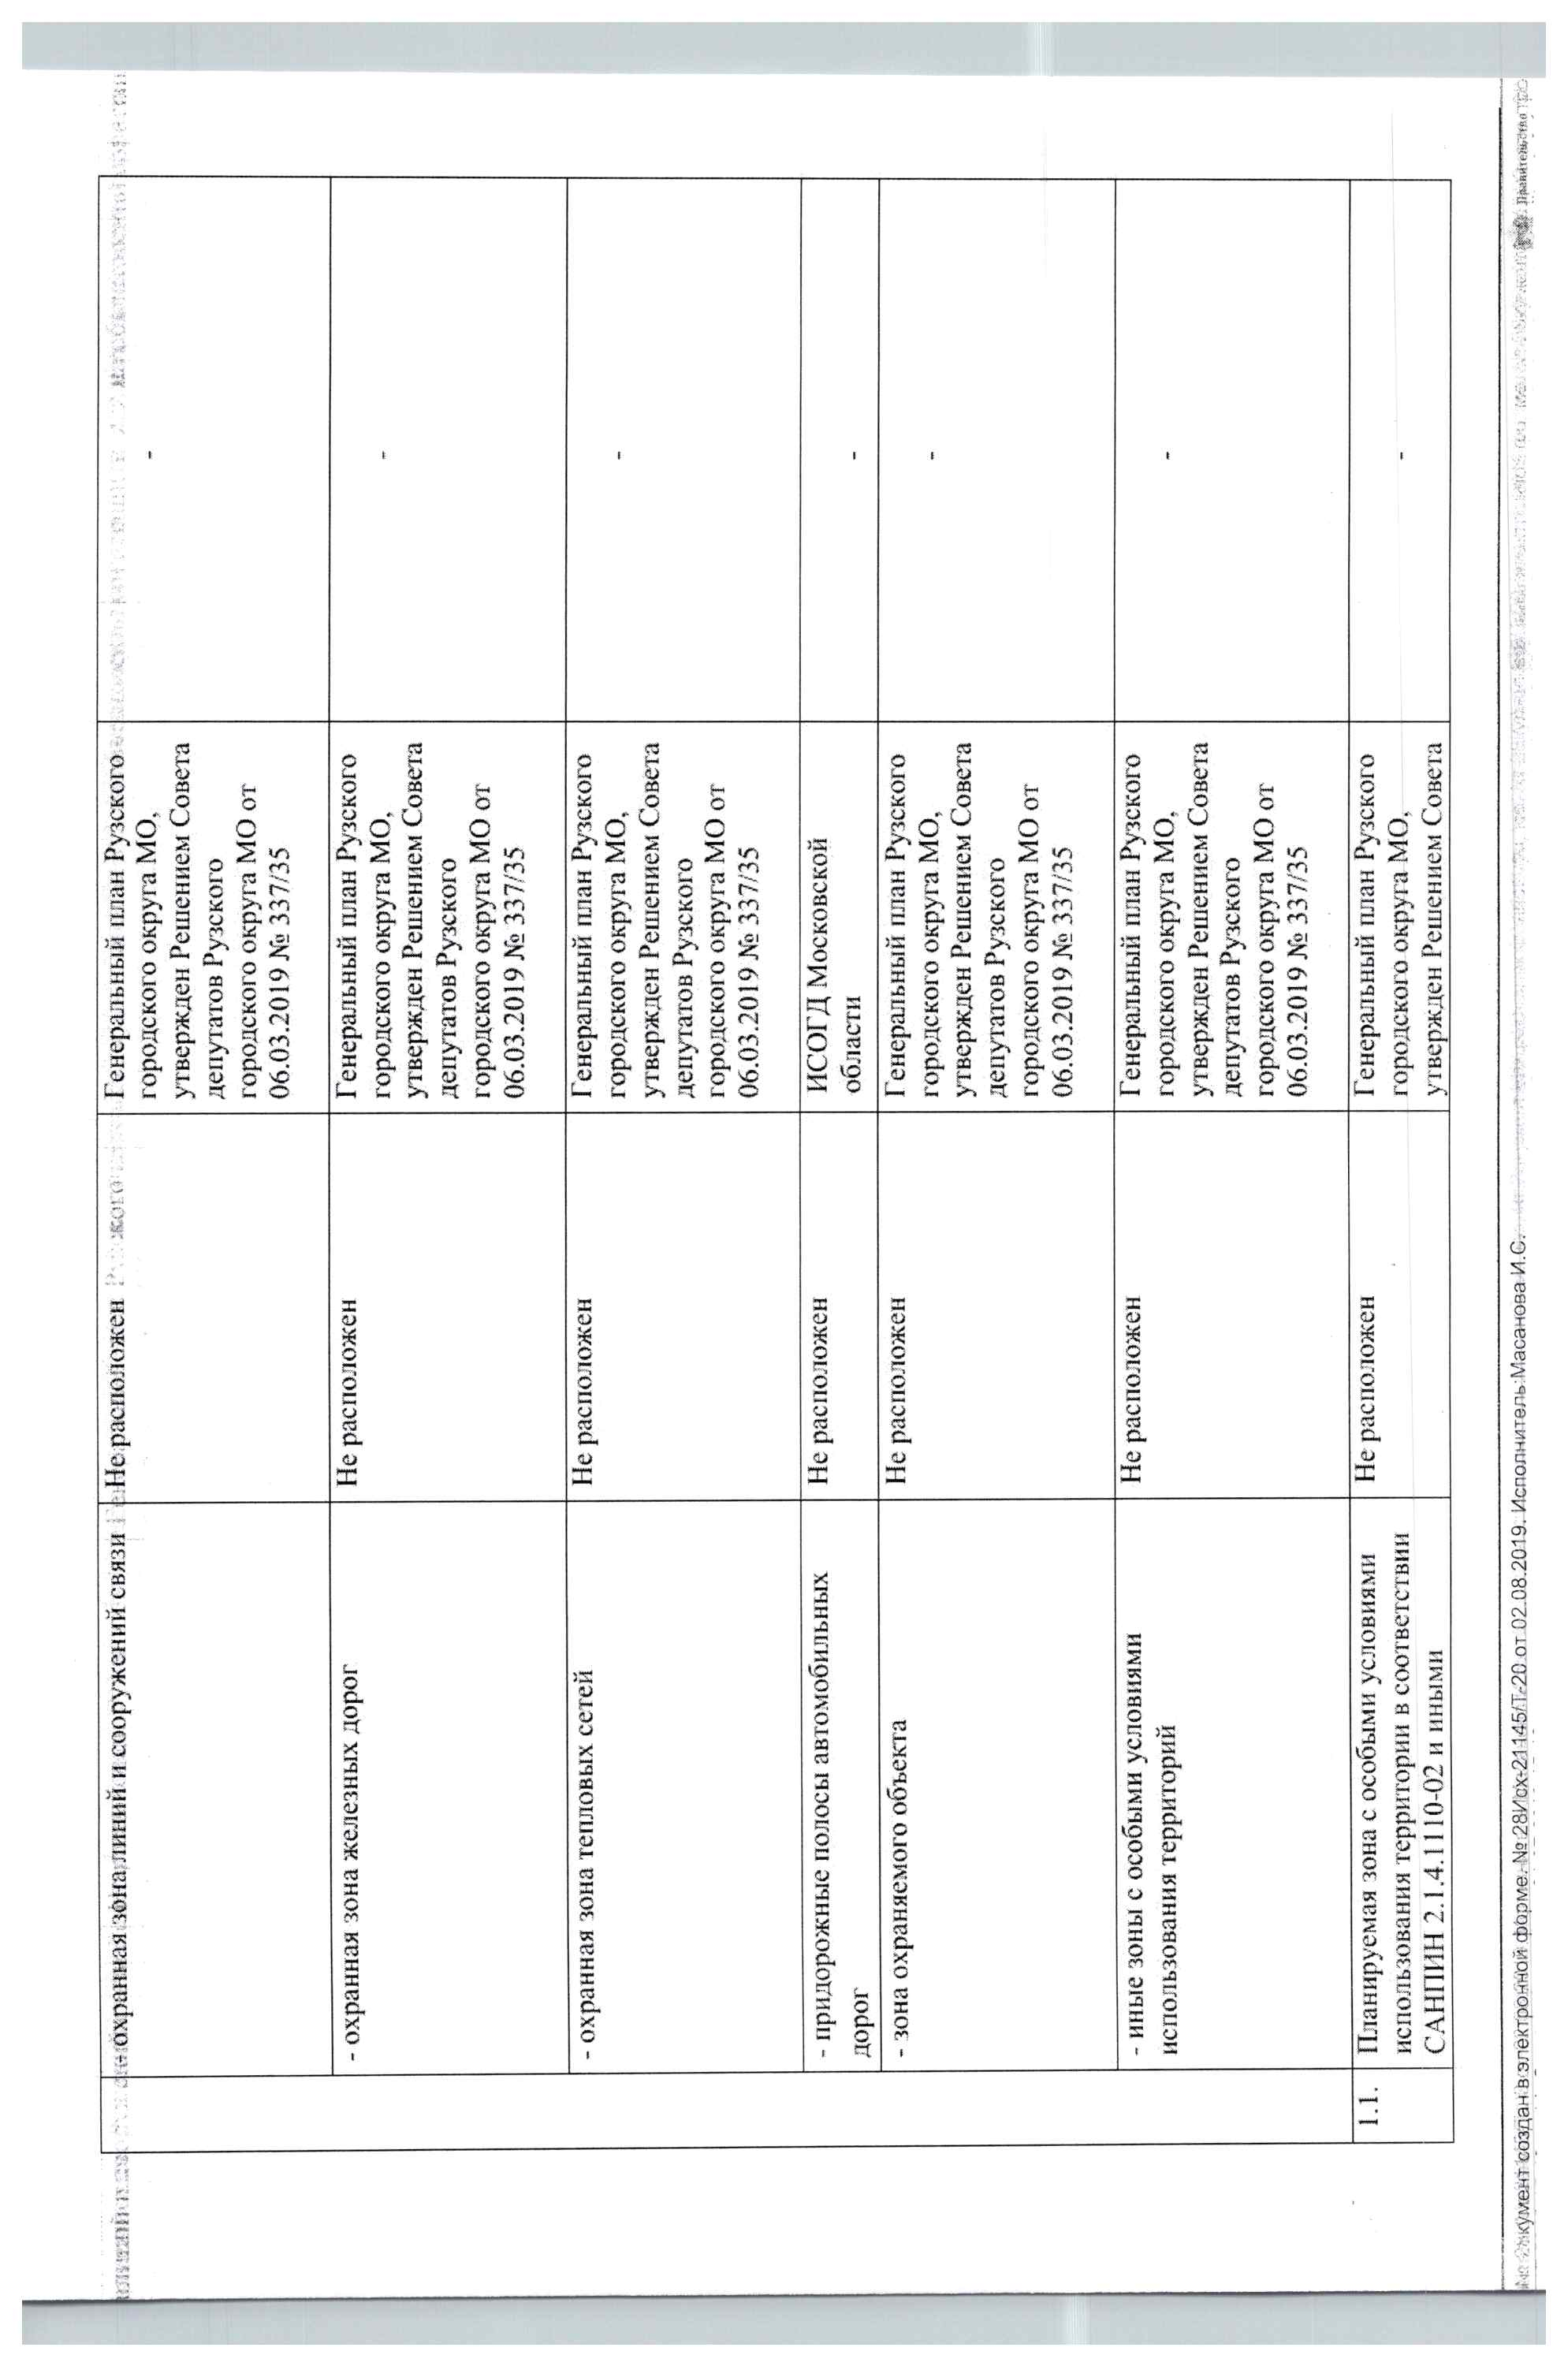 - охранная зона линий и сооружений связи
Не расположен
Генеральный план Рузского
городского округа МО,
утвержден Решением Совета
депутатов Рузского
городского округа МО от
06.03.2019 № 337/35
-
- охранная зона железных дорог
Не расположен
Генеральный план Рузского
городского округа МО,
утвержден Решением Совета
депутатов Рузского
городского округа МО от
06.03.2019 № 337/35
-
- охранная зона тепловых сетей
Не расположен
Генеральный план Рузского
городского округа МО,
утвержден Решением Совета
депутатов Рузского
городского округа МО от
06.03.2019 № 337/35
-
- придорожные полосы автомобильных
дорог
Не расположен
ИСОГД Московской
области
-
- зона охраняемого объекта
Не расположен
Генеральный план Рузского
городского округа МО,
утвержден Решением Совета
депутатов Рузского
городского округа МО от
06.03.2019 № 337/35
-
- иные зоны с особыми условиями
использования территорий
Не расположен
Генеральный план Рузского
городского округа МО,
утвержден Решением Совета
депутатов Рузского
городского округа МО от
06.03.2019 № 337/35
-
1.1.
Планируемая зона с особыми условиями
использования территории в соответствии
САНПИН 2.1.4.1110-02 и иными
Не расположен
Генеральный план Рузского
городского округа МО,
утвержден Решением Совета
-
Документ создан в электронной форме. № 28Исх-21145/Т-20 от 02.08.2019. Исполнитель:Масанова И.С.